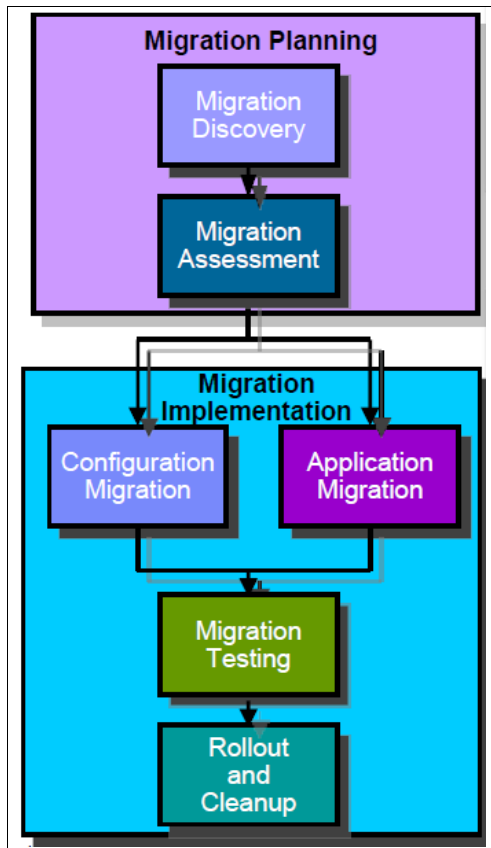 Migration Planning
Migration
Discovery
Migration
Assessment
Migration
Implementation
Configuration
Migration
Application
Migration
Migration
Testing
Rollout
and
Cleanup